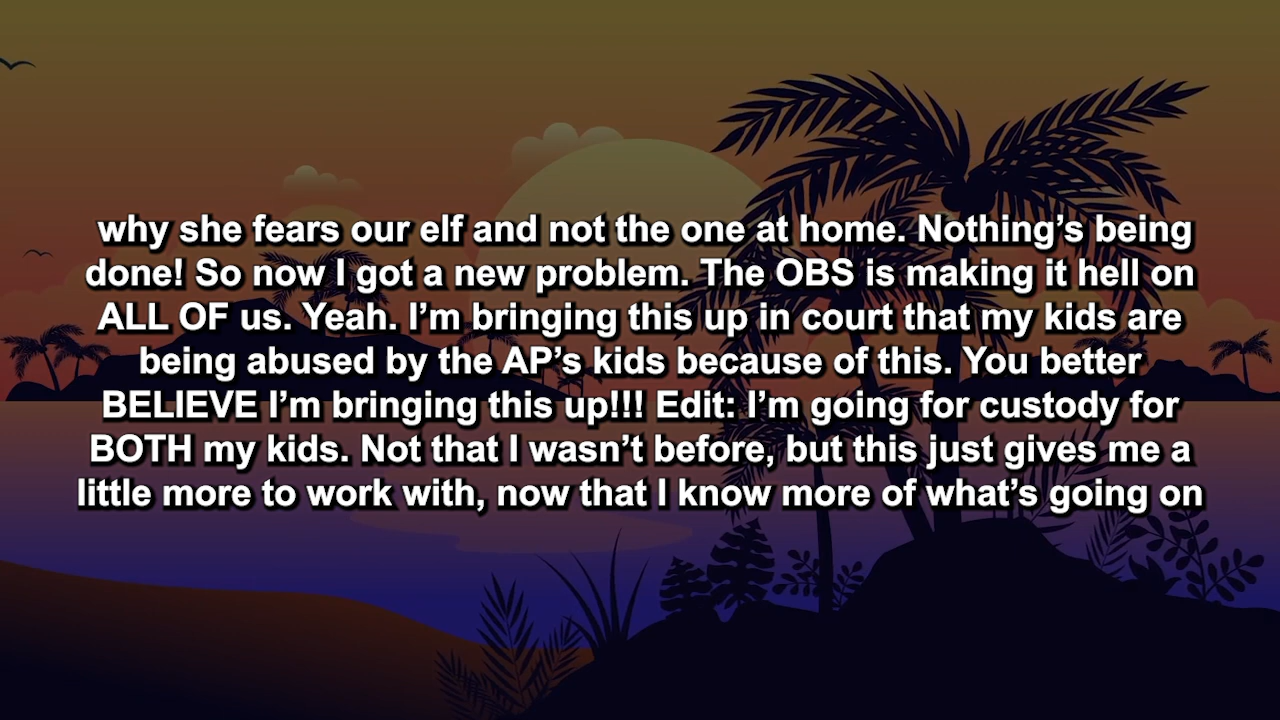 why she fears our elf and not the one at home. Nothing’s being
done! So now I got a new problem. The OBS is making it hell on
ALL OF us. Yeah. I’m bringing this up in court that my kids are
being abused by the AP’s kids because of this. You better
BELIEVE I’m bringing this up!!! Edit: I’m going for custody for
BOTH my kids. Not that I wasn’t before, but this just gives me a
little more to work with, now that I know more of what’s going on